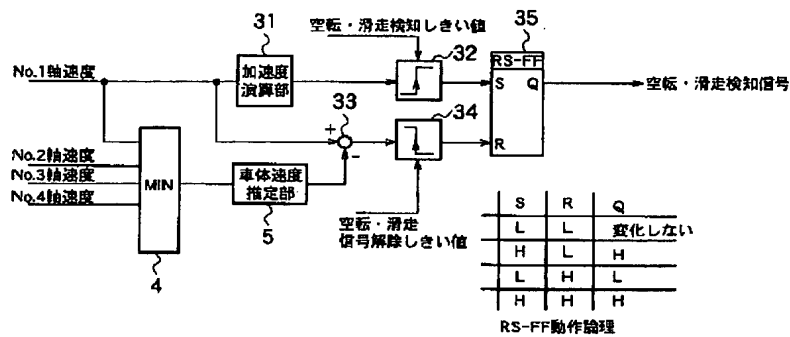 31
空転・滑走検知しきい値
35
32
No.1軸速度
加速度
演算部
RS-FF
S
Q
空転・滑走検知信号
33
34
+
-
R
No.2軸速度
No.3軸速度
No.4軸速度
MIN
車体速度
推定部
5
4
空転・滑走
信号解除しきい値
S R Q
L L 変化しない
H L H
L H L
H H H
RS-FF動作論理